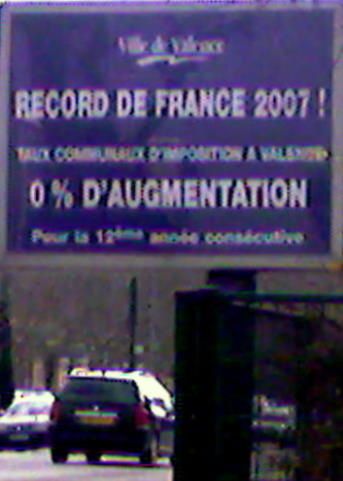 Ville de Valence
RECORD DE FRANCE 2007 !
TAUX COMMUNAUX D'IMPOSITION A VALENCE
0 % D'AUGMENTATION
Pour la 12ème année consécutive